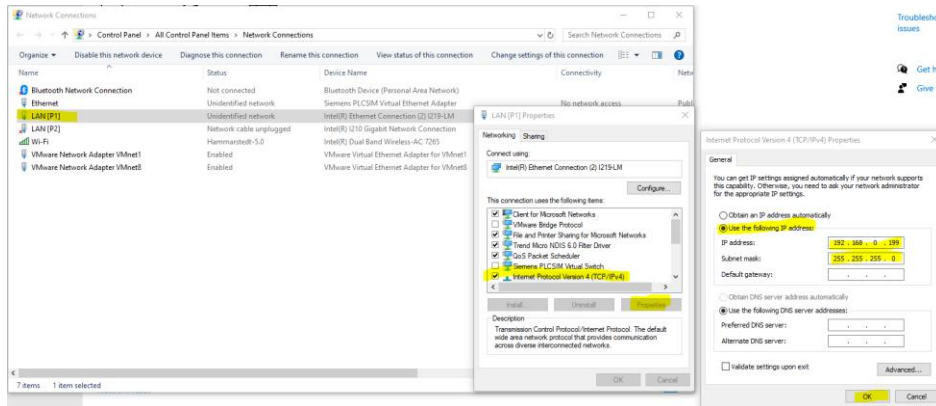 Network Connections
Control Panel > All Control Panel Items > Network Connections
Search Network Connections
Organize Disable this network device Diagnose this connection Rename this connection View status of this connection Change settings of this connection
Name Status Device Name Connectivity Netw
Bluetooth Network Connection Not connected Bluetooth Device (Personal Area Network)
Ethernet Unidentified network Siemens PLCSIM Virtual Ethernet Adapter No network access Publ
LAN [P1] Unidentified network Intel(R) Ethernet Connection (2) I219-LM
LAN [P2] Network cable unplugged Intel(R) I210 Gigabit Network Connection
Wi-Fi Hammarstedt-5.0 Intel(R) Dual Band Wireless-AC 7265
VMware Network Adapter VMnet1 Enabled VMware Virtual Ethernet Adapter for VMnet1
VMware Network Adapter VMnet8 Enabled VMware Virtual Ethernet Adapter for VMnet8
7 items 1 item selected
LAN [P1] Properties
Networking Sharing
Connect using:
Intel(R) Ethernet Connection (2) I219-LM
Configure...
This connection uses the following items:
Client for Microsoft Networks
VMware Bridge Protocol
File and Printer Sharing for Microsoft Networks
Trend Micro NDIS 6.0 Filter Driver
QoS Packet Scheduler
Siemens PLCSIM Virtual Switch
Internet Protocol Version 4 (TCP/IPv4)
Install... Uninstall Properties
Description
Transmission Control Protocol/Internet Protocol. The default
wide area network protocol that provides communication
across diverse interconnected networks.
OK Cancel
Troublesho
issues
Get h
Give
Internet Protocol Version 4 (TCP/IPv4) Properties
General
You can get IP settings assigned automatically if your network supports
this capability. Otherwise, you need to ask your network administrator
for the appropriate IP settings.
Obtain an IP address automatically
Use the following IP address:
IP address: 192 . 168 . 0 . 199
Subnet mask: 255 . 255 . 255 . 0
Default gateway: . . .
Obtain DNS server address automatically
Use the following DNS server addresses:
Preferred DNS server: . . .
Alternate DNS server: . . .
Validate settings upon exit
Advanced...
OK Cancel